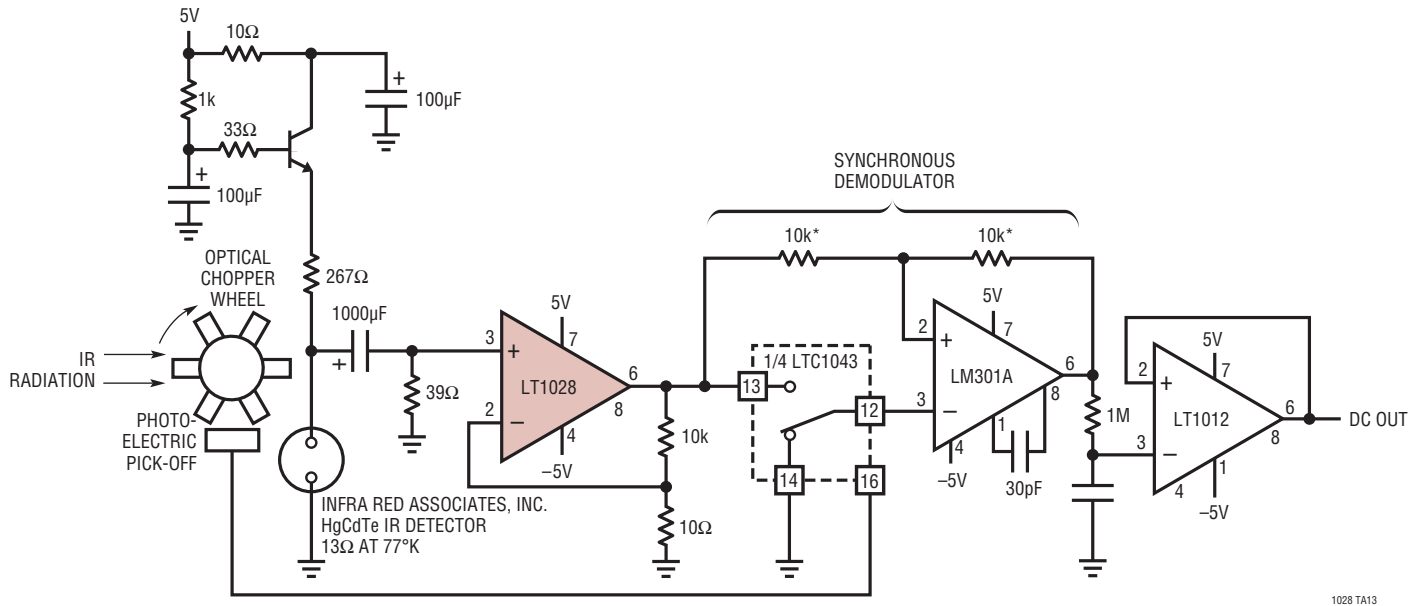 5V
10Ω
1k
33Ω
+
100µF
+
100µF
SYNCHRONOUS
DEMODULATOR
10k*
10k*
OPTICAL
CHOPPER
WHEEL
267Ω
1000µF
+
IR
RADIATION
PHOTO-
ELECTRIC
PICK-OFF
39Ω
INFRA RED ASSOCIATES, INC.
HgCdTe IR DETECTOR
13Ω AT 77°K
5V
7
3
+
LT1028
6
8
2
–
4
–5V
10k
10Ω
1/4 LTC1043
13
12
14
16
5V
7
2
+
LM301A
6
8
3
–
1
4
–5V
30pF
1M
5V
7
2
+
LT1012
6
8
3
–
1
4
–5V
DC OUT
1028 TA13